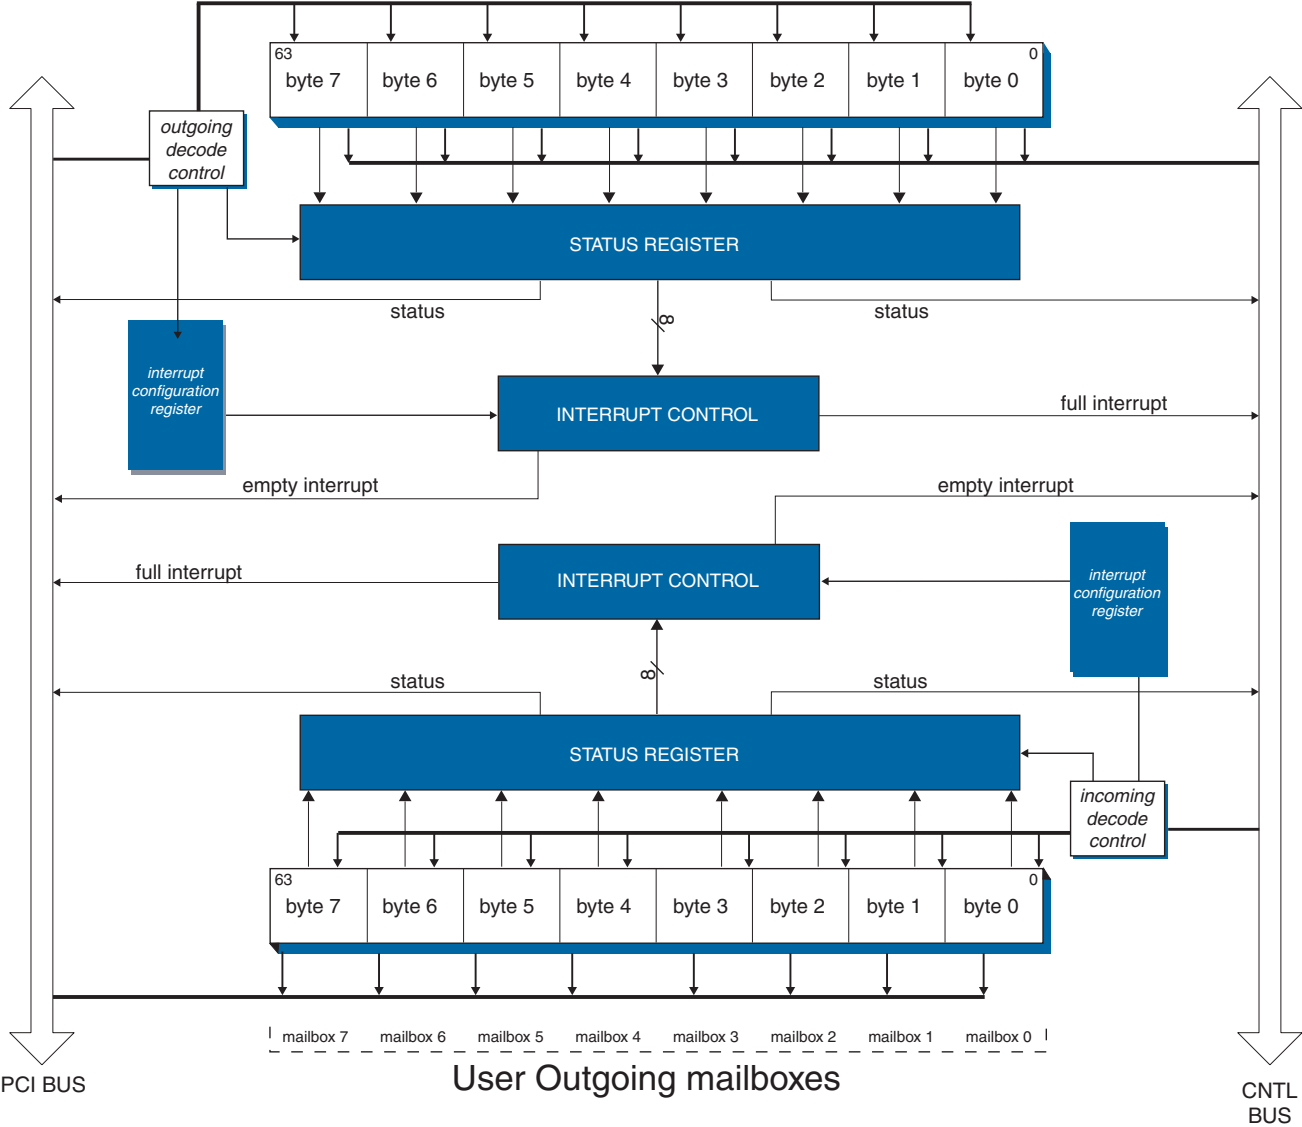 63
0
byte 7
byte 6
byte 5
byte 4
byte 3
byte 2
byte 1
byte 0
outgoing
decode
control
STATUS REGISTER
status
status
8
interrupt
configuration
register
INTERRUPT CONTROL
full interrupt
empty interrupt
empty interrupt
full interrupt
INTERRUPT CONTROL
interrupt
configuration
register
8
status
status
STATUS REGISTER
incoming
decode
control
63
0
byte 7
byte 6
byte 5
byte 4
byte 3
byte 2
byte 1
byte 0
mailbox 7
mailbox 6
mailbox 5
mailbox 4
mailbox 3
mailbox 2
mailbox 1
mailbox 0
User Outgoing mailboxes
PCI BUS
CNTL
BUS